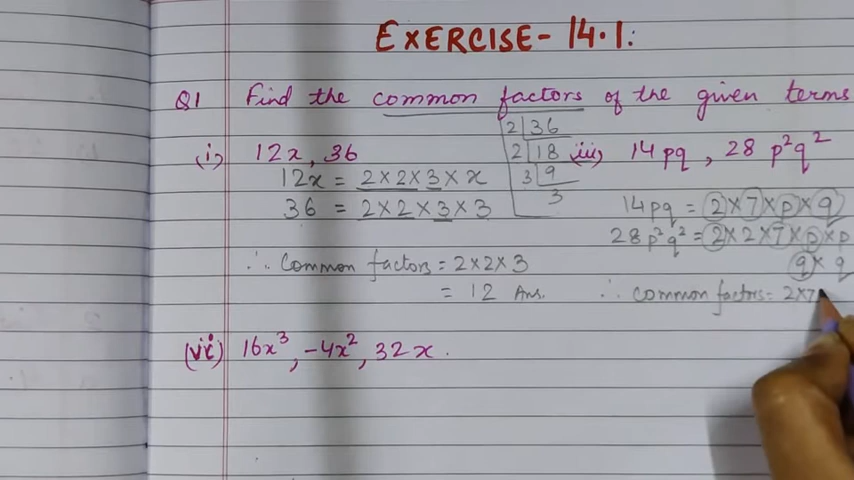 EXERCISE- 14.1:
Q1 Find the common factors of the given terms
(i) 12x, 36
12x = 2×2×3×x
36 = 2×2×3×3
∴ Common factors = 2×2×3
= 12 Ans.
2 36
2 18
3 9
3
iii) 14pq, 28 p²q²
14pq = 2×7×p×q
28p²q² = 2×2×7×p×p
q×q
∴ common factors= 2×7
(vi) 16x³, -4x², 32x.